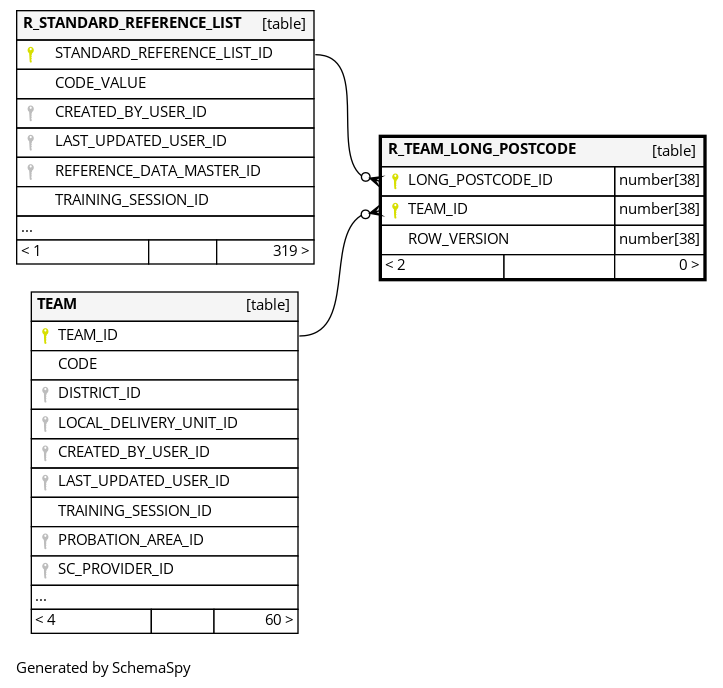 R_STANDARD_REFERENCE_LIST [table]
STANDARD_REFERENCE_LIST_ID
CODE_VALUE
CREATED_BY_USER_ID
LAST_UPDATED_USER_ID
REFERENCE_DATA_MASTER_ID
TRAINING_SESSION_ID
...
< 1 319 >
R_TEAM_LONG_POSTCODE [table]
LONG_POSTCODE_ID number[38]
TEAM_ID number[38]
ROW_VERSION number[38]
< 2 0 >
TEAM [table]
TEAM_ID
CODE
DISTRICT_ID
LOCAL_DELIVERY_UNIT_ID
CREATED_BY_USER_ID
LAST_UPDATED_USER_ID
TRAINING_SESSION_ID
PROBATION_AREA_ID
SC_PROVIDER_ID
...
< 4 60 >
Generated by SchemaSpy